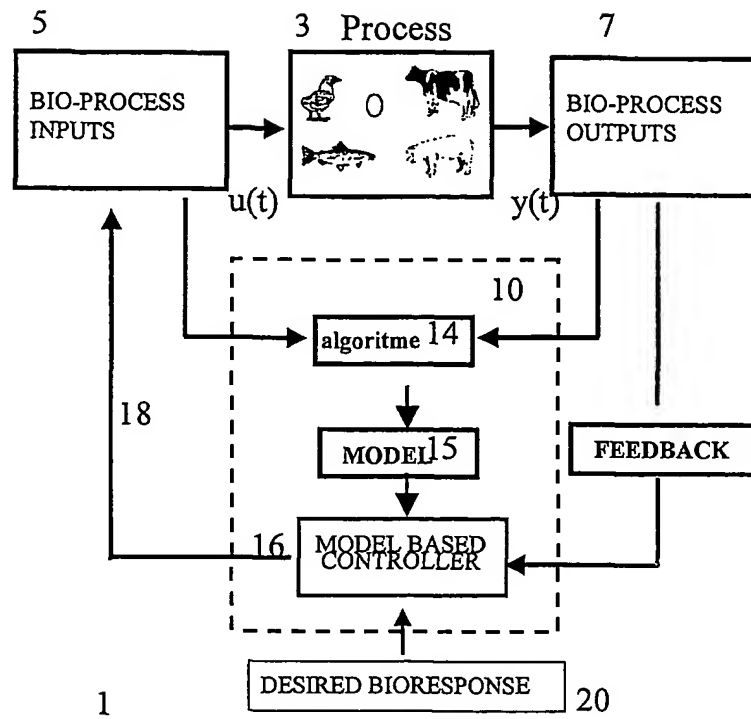 5
3 Process
7
BIO-PROCESS
INPUTS
BIO-PROCESS
OUTPUTS
u(t)
y(t)
10
algoritme 14
18
MODEL 15
FEEDBACK
16
MODEL BASED
CONTROLLER
DESIRED BIORESPONSE
20
1